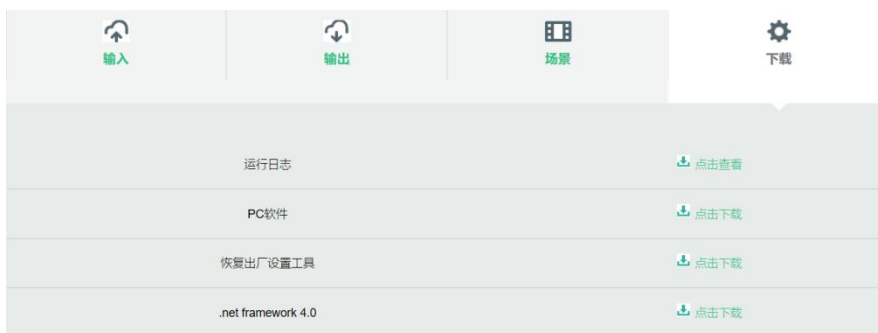 输入 输出 场景 下载
运行日志 点击查看
PC软件 点击下载
恢复出厂设置工具 点击下载
.net framework 4.0 点击下载